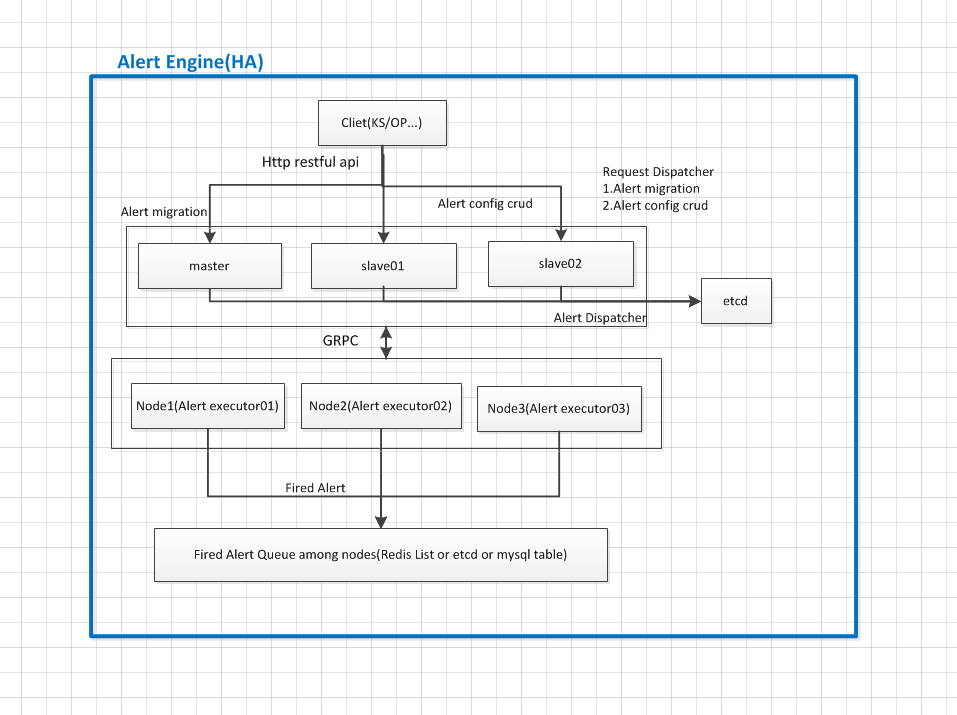 Alert Engine(HA)
Cliet(KS/OP...)
Http restful api
Request Dispatcher
1.Alert migration
2.Alert config crud
Alert config crud
Alert migration
master
slave01
slave02
etcd
Alert Dispatcher
GRPC
Node1(Alert executor01)
Node2(Alert executor02)
Node3(Alert executor03)
Fired Alert
Fired Alert Queue among nodes(Redis List or etcd or mysql table)